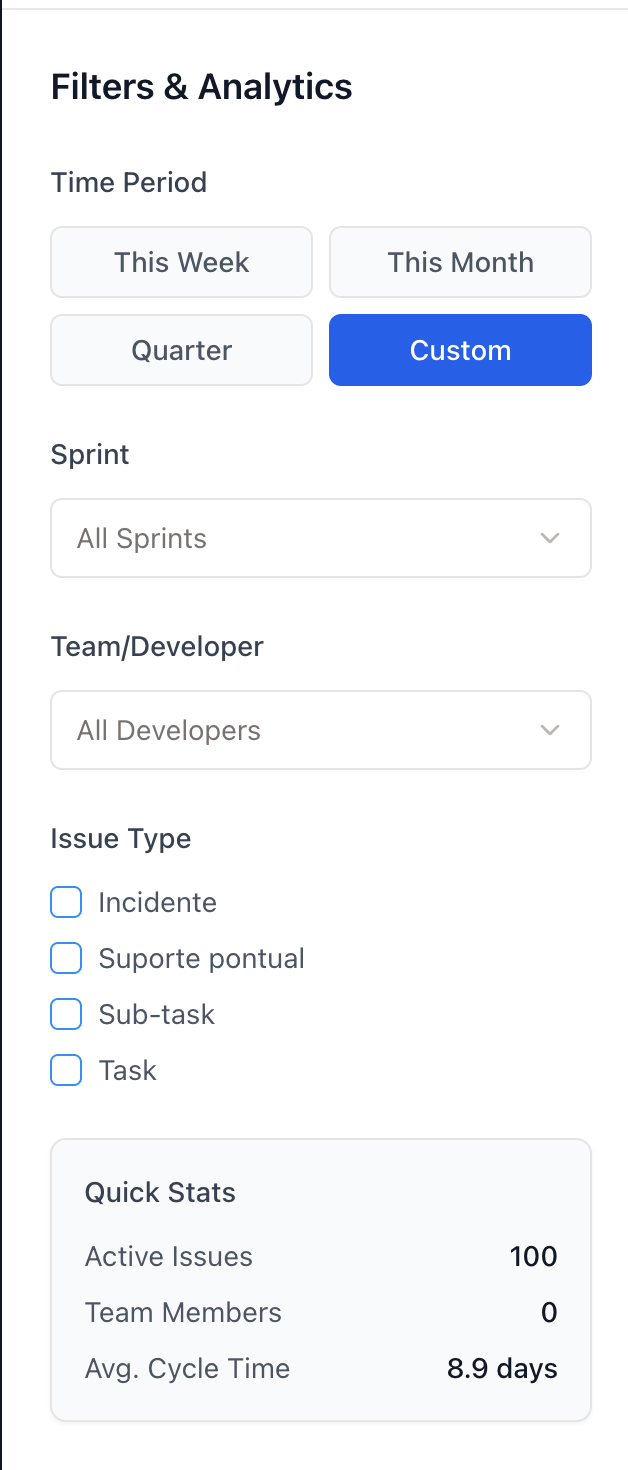 Filters & Analytics
Time Period
This Week
This Month
Quarter
Custom
Sprint
All Sprints
Team/Developer
All Developers
Issue Type
Incidente
Suporte pontual
Sub-task
Task
Quick Stats
Active Issues 100
Team Members 0
Avg. Cycle Time 8.9 days